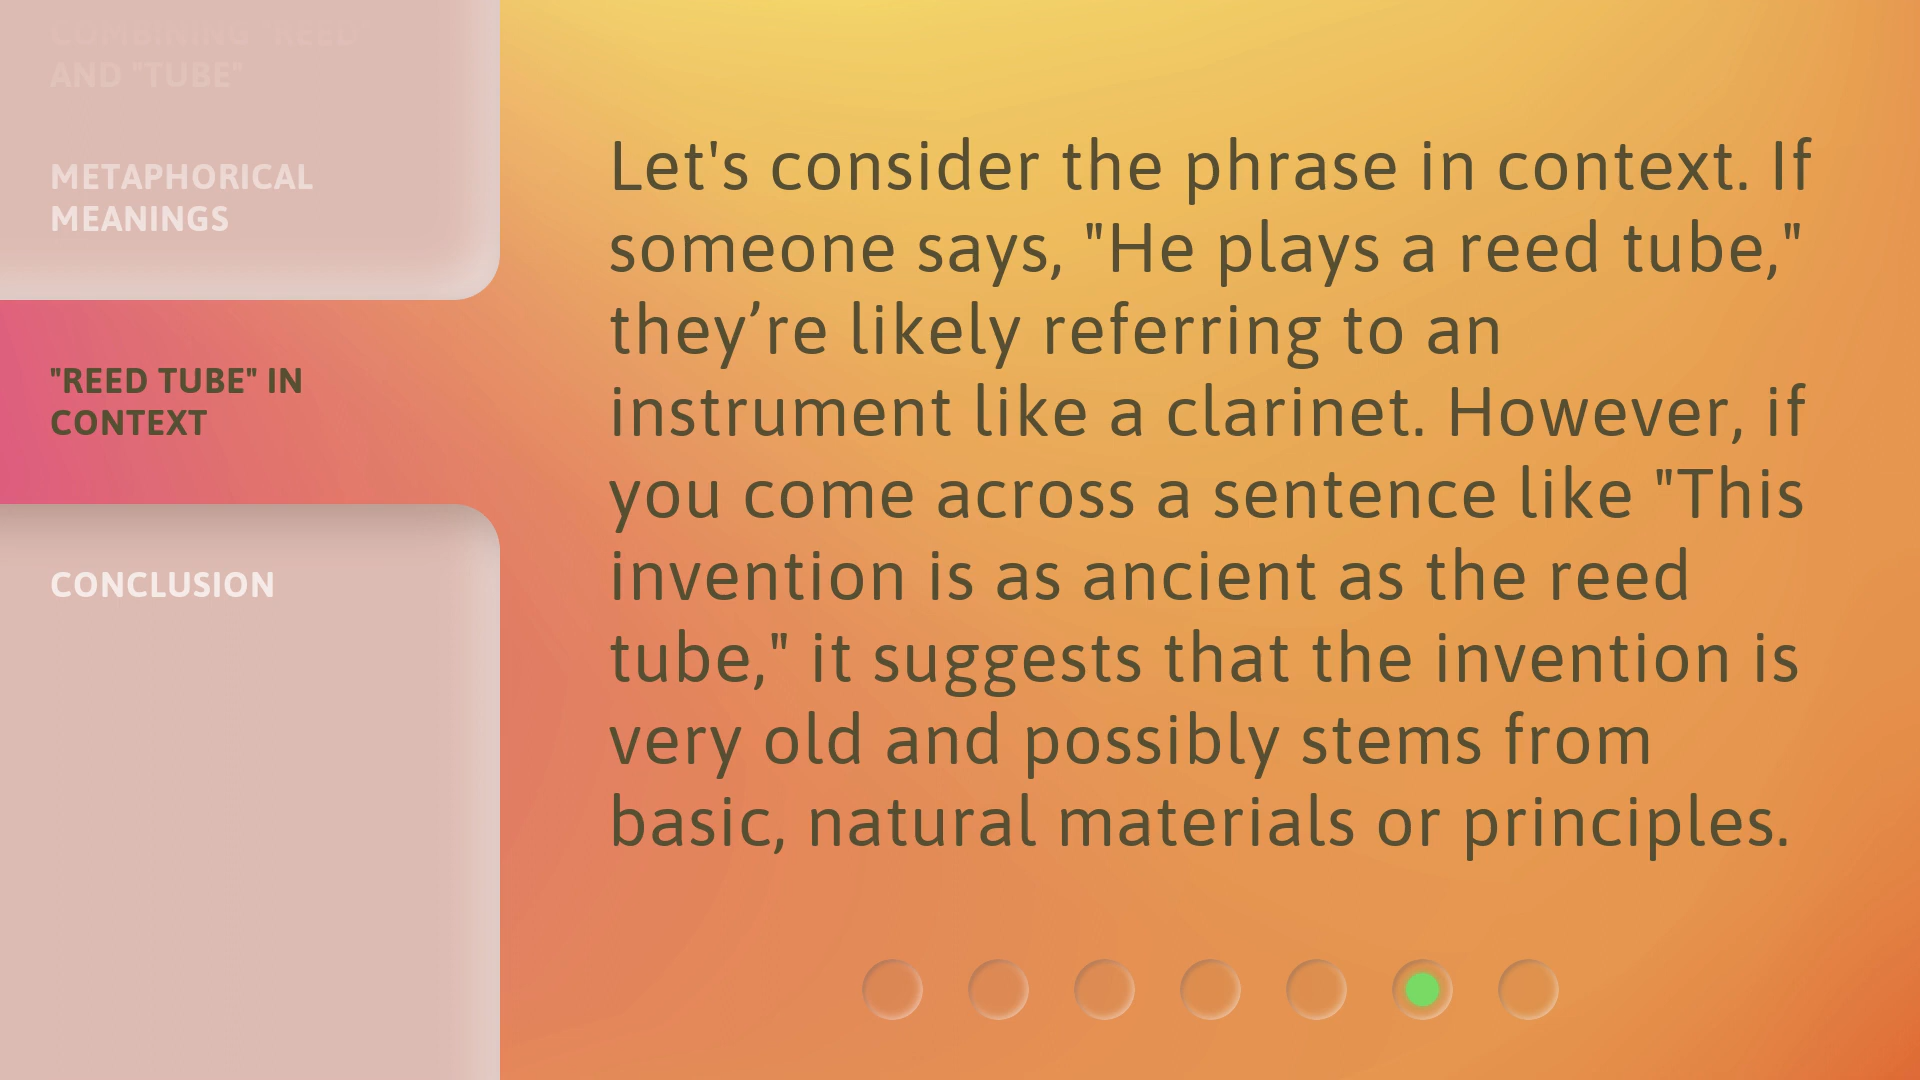 COMBINING "REED"
AND "TUBE"
METAPHORICAL
MEANINGS
"REED TUBE" IN
CONTEXT
CONCLUSION
Let's consider the phrase in context. If
someone says, "He plays a reed tube,"
they’re likely referring to an
instrument like a clarinet. However, if
you come across a sentence like "This
invention is as ancient as the reed
tube," it suggests that the invention is
very old and possibly stems from
basic, natural materials or principles.